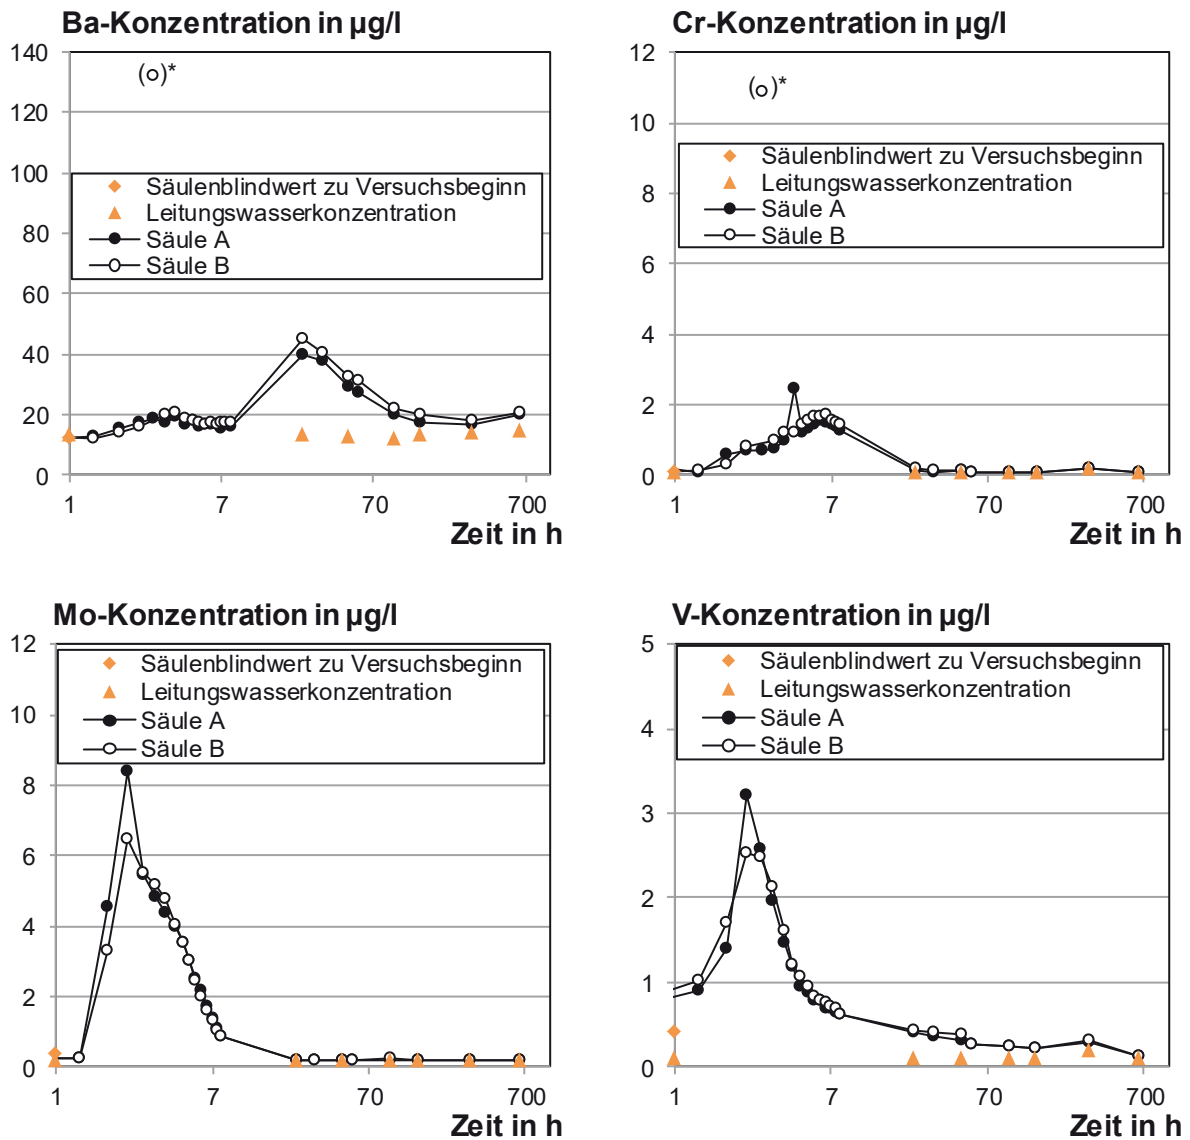 Ba-Konzentration in µg/l
140
120
100
80
60
40
20
0
(o)*
Säulenblindwert zu Versuchsbeginn
Leitungswasserkonzentration
Säule A
Säule B
1 7 70 700
Zeit in h
Cr-Konzentration in µg/l
12
10
8
6
4
2
0
(o)*
Säulenblindwert zu Versuchsbeginn
Leitungswasserkonzentration
Säule A
Säule B
1 7 70 700
Zeit in h
Mo-Konzentration in µg/l
12
10
8
6
4
2
0
Säulenblindwert zu Versuchsbeginn
Leitungswasserkonzentration
Säule A
Säule B
1 7 70 700
Zeit in h
V-Konzentration in µg/l
5
4
3
2
1
0
Säulenblindwert zu Versuchsbeginn
Leitungswasserkonzentration
Säule A
Säule B
1 7 70 700
Zeit in h